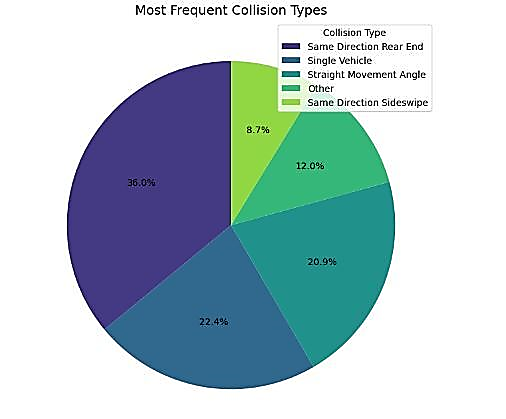 Most Frequent Collision Types
Collision Type
Same Direction Rear End
Single Vehicle
Straight Movement Angle
Other
Same Direction Sideswipe
8.7%
12.0%
36.0%
20.9%
22.4%